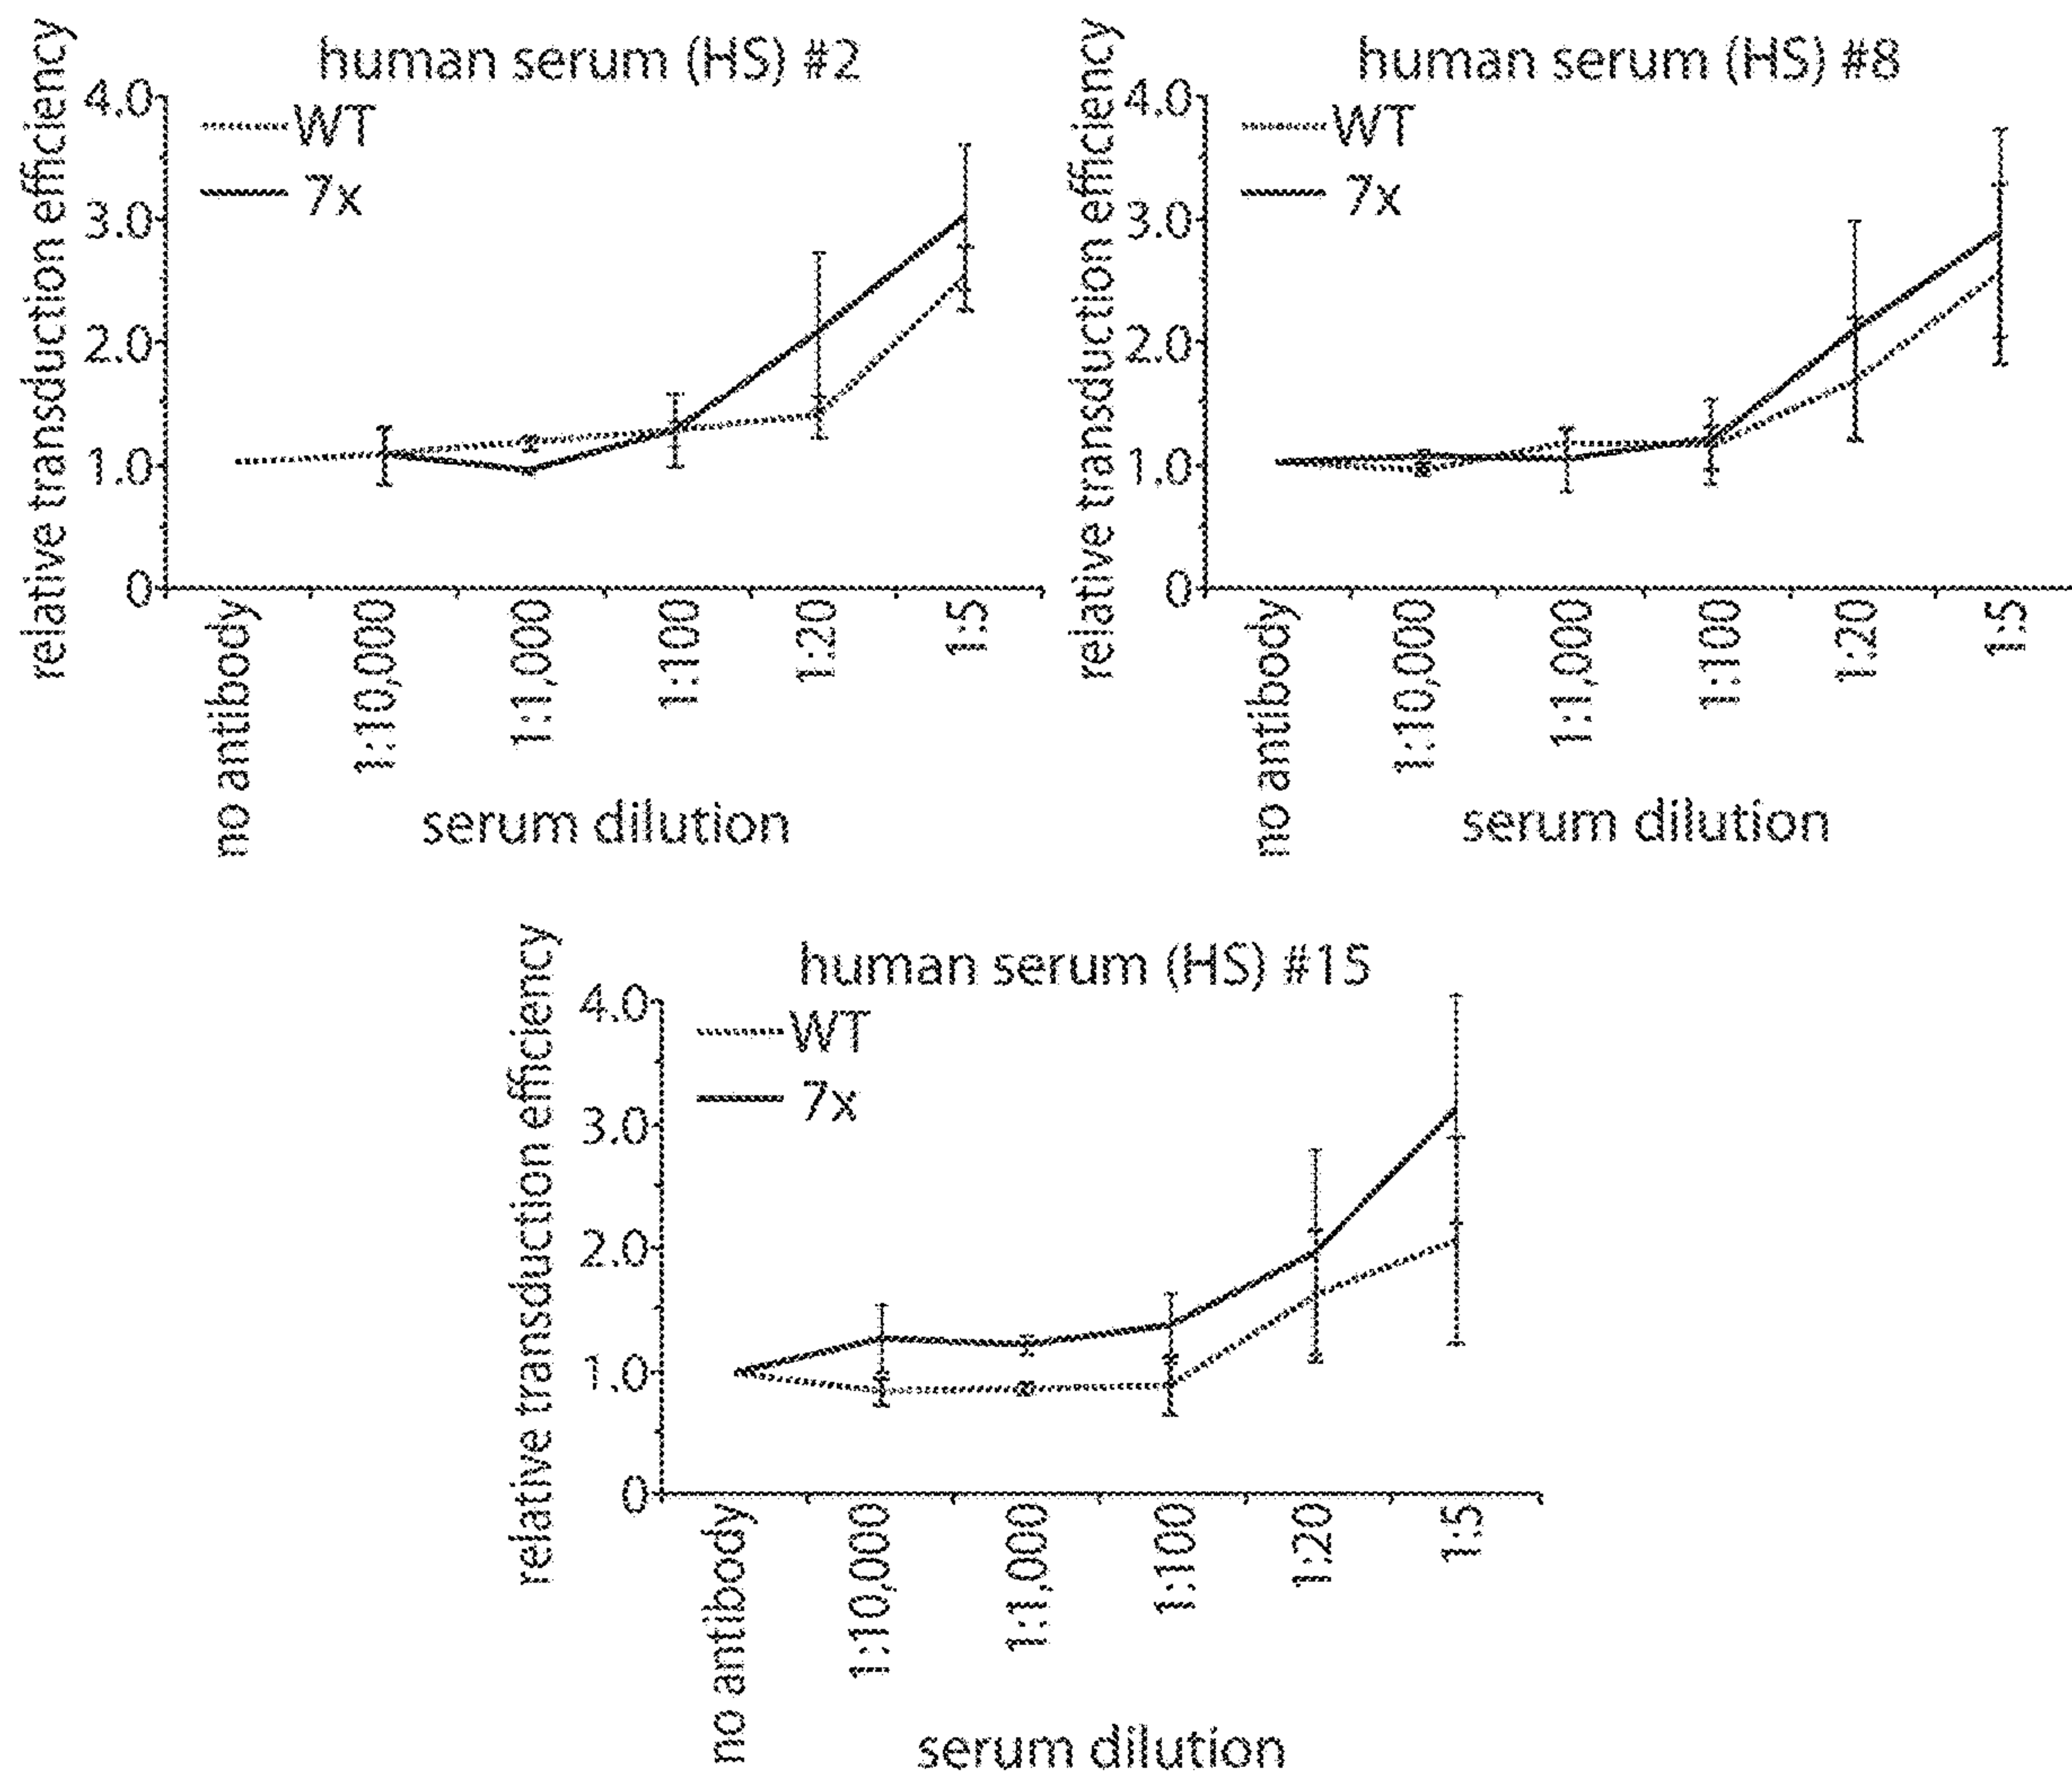 human serum (HS) #2
relative transduction efficiency
4.0
3.0
2.0
1.0
0
WT
7x
no antibody
1:10,000
1:1,000
1:100
1:20
1:5
serum dilution
human serum (HS) #8
relative transduction efficiency
4.0
3.0
2.0
1.0
0
WT
7x
no antibody
1:10,000
1:1,000
1:100
1:20
1:5
serum dilution
human serum (HS) #15
relative transduction efficiency
4.0
3.0
2.0
1.0
0
WT
7x
no antibody
1:10,000
1:1,000
1:100
1:20
1:5
serum dilution